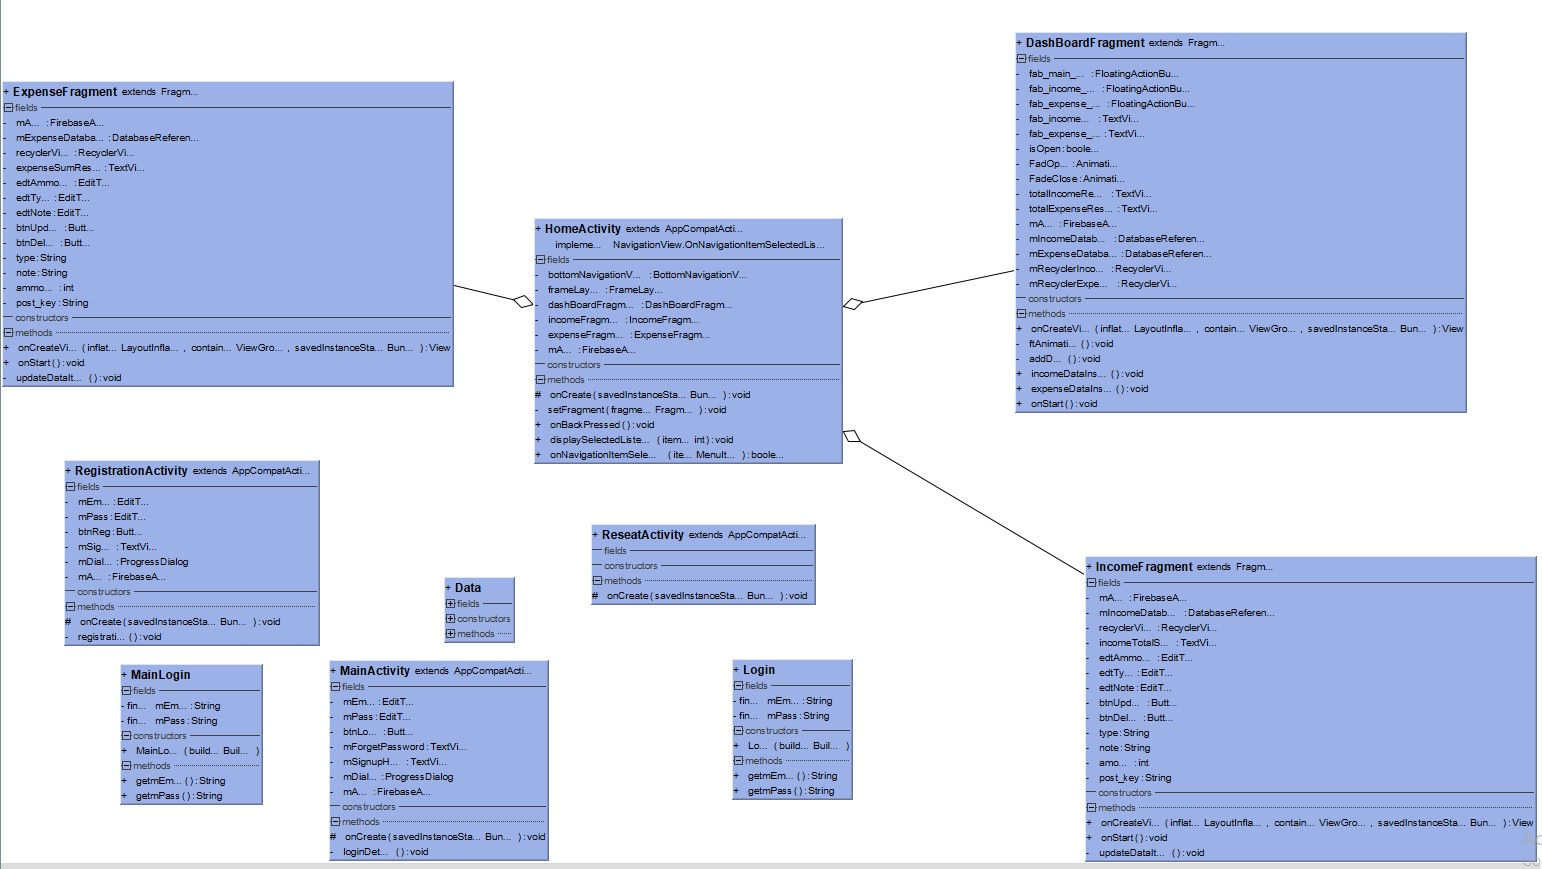 + ExpenseFragment extends Fragm...
fields
- mA... :FirebaseA...
- mExpenseDataba... :DatabaseReferen...
- recyclerVi... :RecyclerVi...
- expenseSumRes... :TextVi...
- edtAmmo... :EditT...
- edtTy... :EditT...
- edtNote:EditT...
- btnUpd... :Butt...
- btnDel... :Butt...
- type:String
- note:String
- ammo... :int
- post_key:String
constructors
methods
+ onCreateVi... (inflat... LayoutInfla... , contain... ViewGro... , savedInstanceSta... Bun... ):View
+ onStart():void
- updateDataIt... ():void
+ HomeActivity extends AppCompatActi...
impleme... NavigationView.OnNavigationItemSelectedLis...
fields
- bottomNavigationV... :BottomNavigationV...
- frameLay... :FrameLay...
- dashBoardFragm... :DashBoardFragm...
- incomeFragm... :IncomeFragm...
- expenseFragm... :ExpenseFragm...
- mA... :FirebaseA...
constructors
methods
# onCreate(savedInstanceSta... Bun... ):void
- setFragment(fragme... Fragm... ):void
+ onBackPressed():void
+ displaySelectedListe... (item... int):void
+ onNavigationItemSele... (ite... MenuIt... ):boole...
+ DashBoardFragment extends Fragm...
fields
- fab_main_... :FloatingActionBu...
- fab_income_... :FloatingActionBu...
- fab_expense_... :FloatingActionBu...
- fab_income... :TextVi...
- fab_expense_... :TextVi...
- isOpen:boole...
- FadOp... :Animati...
- FadeClose:Animati...
- totalIncomeRe... :TextVi...
- totalExpenseRes... :TextVi...
- mA... :FirebaseA...
- mIncomeDatab... :DatabaseReferen...
- mExpenseDataba... :DatabaseReferen...
- mRecyclerInco... :RecyclerVi...
- mRecyclerExpe... :RecyclerVi...
constructors
methods
+ onCreateVi... (inflat... LayoutInfla... , contain... ViewGro... , savedInstanceSta... Bun... ):View
- ftAnimati... ():void
- addD... ():void
+ incomeDataIns... ():void
+ expenseDataIns... ():void
+ onStart():void
+ RegistrationActivity extends AppCompatActi...
fields
- mEm... :EditT...
- mPass:EditT...
- btnReg:Butt...
- mSig... :TextVi...
- mDial... :ProgressDialog
- mA... :FirebaseA...
constructors
methods
# onCreate(savedInstanceSta... Bun... ):void
- registrati... ():void
+ Data
fields
constructors
methods
+ ReseatActivity extends AppCompatActi...
fields
constructors
methods
# onCreate(savedInstanceSta... Bun... ):void
+ MainLogin
fields
- fin... mEm... :String
- fin... mPass:String
constructors
+ MainLo... (build... Buil... )
methods
+ getmEm... ():String
+ getmPass():String
+ MainActivity extends AppCompatActi...
fields
- mEm... :EditT...
- mPass:EditT...
- btnLo... :Butt...
- mForgetPassword:TextVi...
- mSignupH... :TextVi...
- mDial... :ProgressDialog
- mA... :FirebaseA...
constructors
methods
# onCreate(savedInstanceSta... Bun... ):void
- loginDet... ():void
+ Login
fields
- fin... mEm... :String
- fin... mPass:String
constructors
+ Lo... (build... Buil... )
methods
+ getmEm... ():String
+ getmPass():String
+ IncomeFragment extends Fragm...
fields
- mA... :FirebaseA...
- mIncomeDatab... :DatabaseReferen...
- recyclerVi... :RecyclerVi...
- incomeTotalS... :TextVi...
- edtAmmo... :EditT...
- edtTy... :EditT...
- edtNote:EditT...
- btnUpd... :Butt...
- btnDel... :Butt...
- type:String
- note:String
- amo... :int
- post_key:String
constructors
methods
+ onCreateVi... (inflat... LayoutInfla... , contain... ViewGro... , savedInstanceSta... Bun... ):View
+ onStart():void
- updateDataIt... ():void